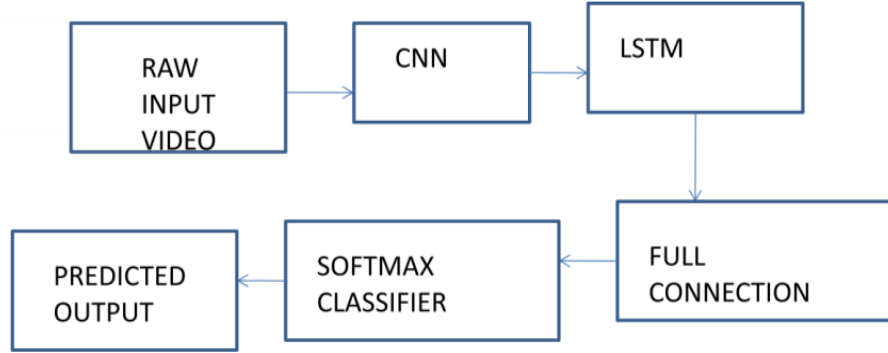 RAW
INPUT
VIDEO
CNN
LSTM
FULL
CONNECTION
SOFTMAX
CLASSIFIER
PREDICTED
OUTPUT